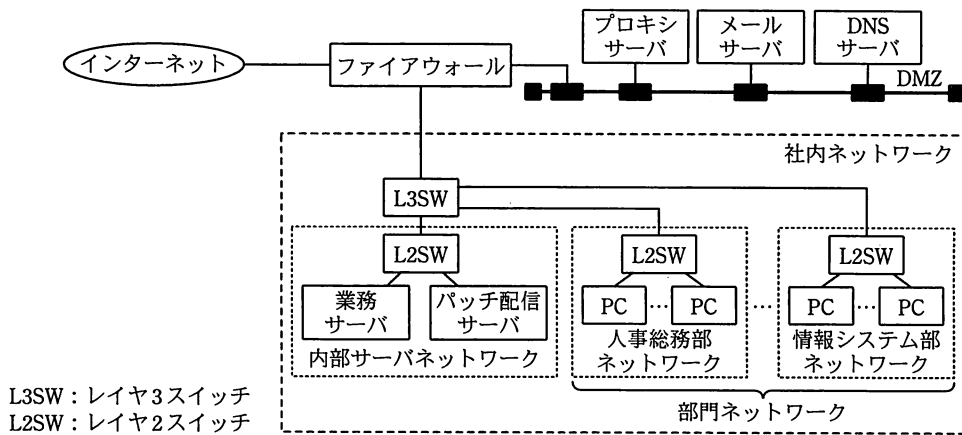 インターネット
ファイアウォール
プロキシ
サーバ
メール
サーバ
DNS
サーバ
DMZ
社内ネットワーク
L3SW
L2SW
業務
サーバ
パッチ配信
サーバ
内部サーバネットワーク
L2SW
PC
…
PC
人事総務部
ネットワーク
…
L2SW
PC
…
PC
情報システム部
ネットワーク
部門ネットワーク
L3SW：レイヤ3スイッチ
L2SW：レイヤ2スイッチ